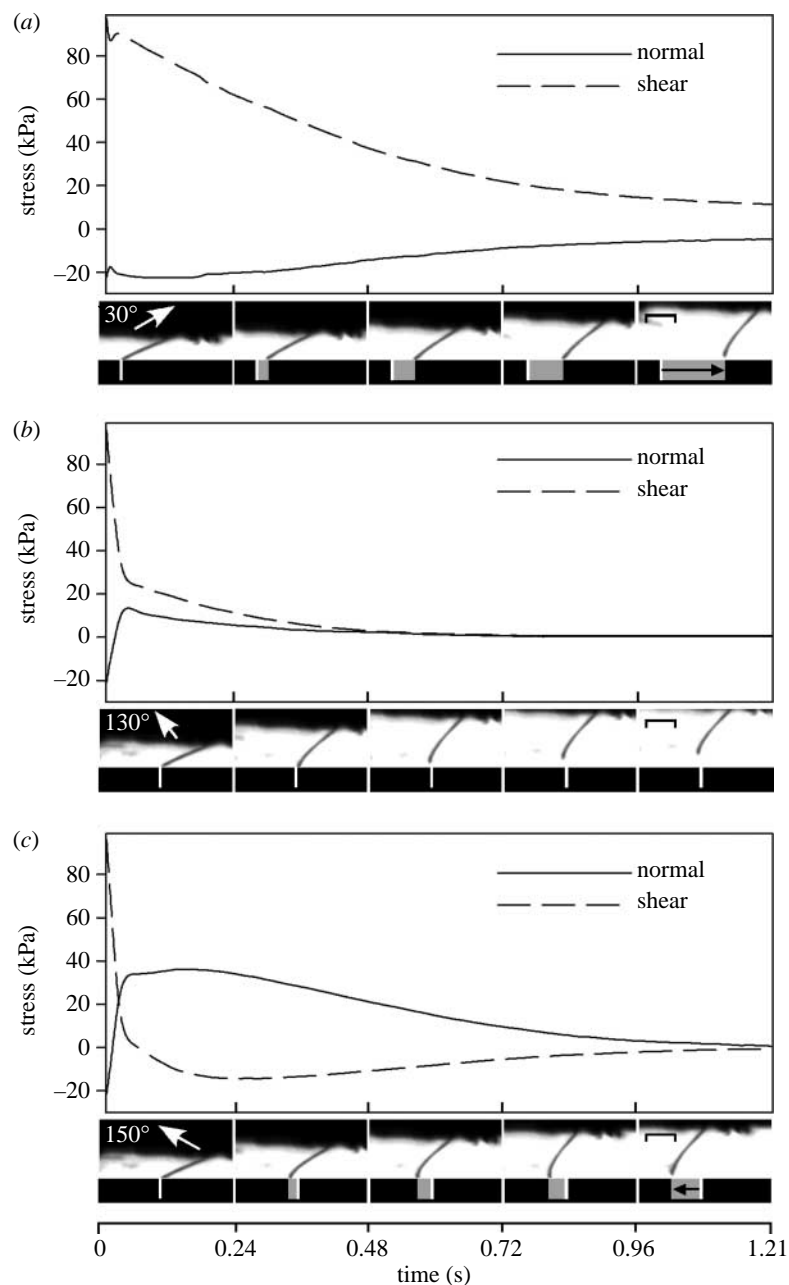 (a)
80
60
40
20
0
–20
stress (kPa)
normal
shear
30°
(b)
80
60
40
20
0
–20
stress (kPa)
normal
shear
130°
(c)
80
60
40
20
0
–20
stress (kPa)
normal
shear
150°
0 0.24 0.48 0.72 0.96 1.21
time (s)